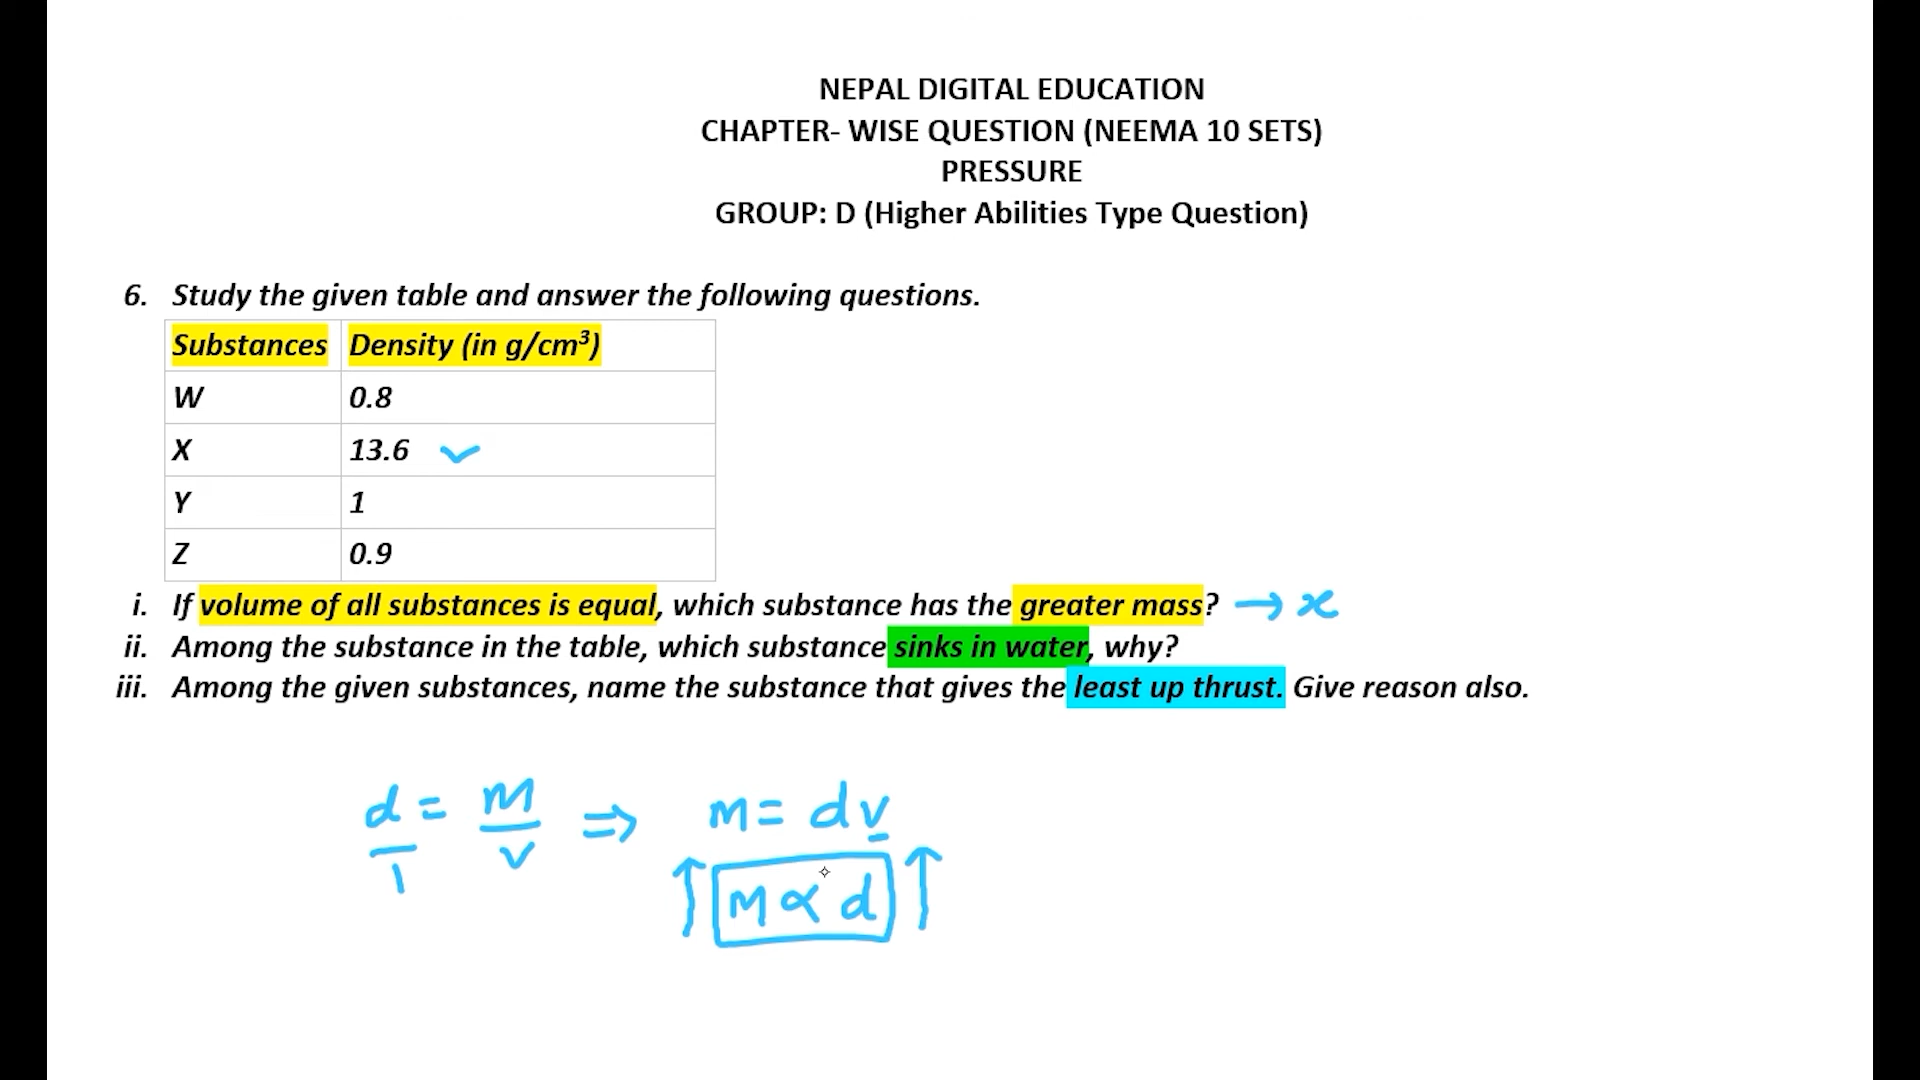 NEPAL DIGITAL EDUCATION
CHAPTER- WISE QUESTION (NEEMA 10 SETS)
PRESSURE
GROUP: D (Higher Abilities Type Question)
6. Study the given table and answer the following questions.
Substances Density (in g/cm³)
W 0.8
X 13.6
Y 1
Z 0.9
i. If volume of all substances is equal, which substance has the greater mass? → x
ii. Among the substance in the table, which substance sinks in water, why?
iii. Among the given substances, name the substance that gives the least up thrust. Give reason also.
d/1 = m/v ⇒ m = dv
↑ m ∝ d ↑